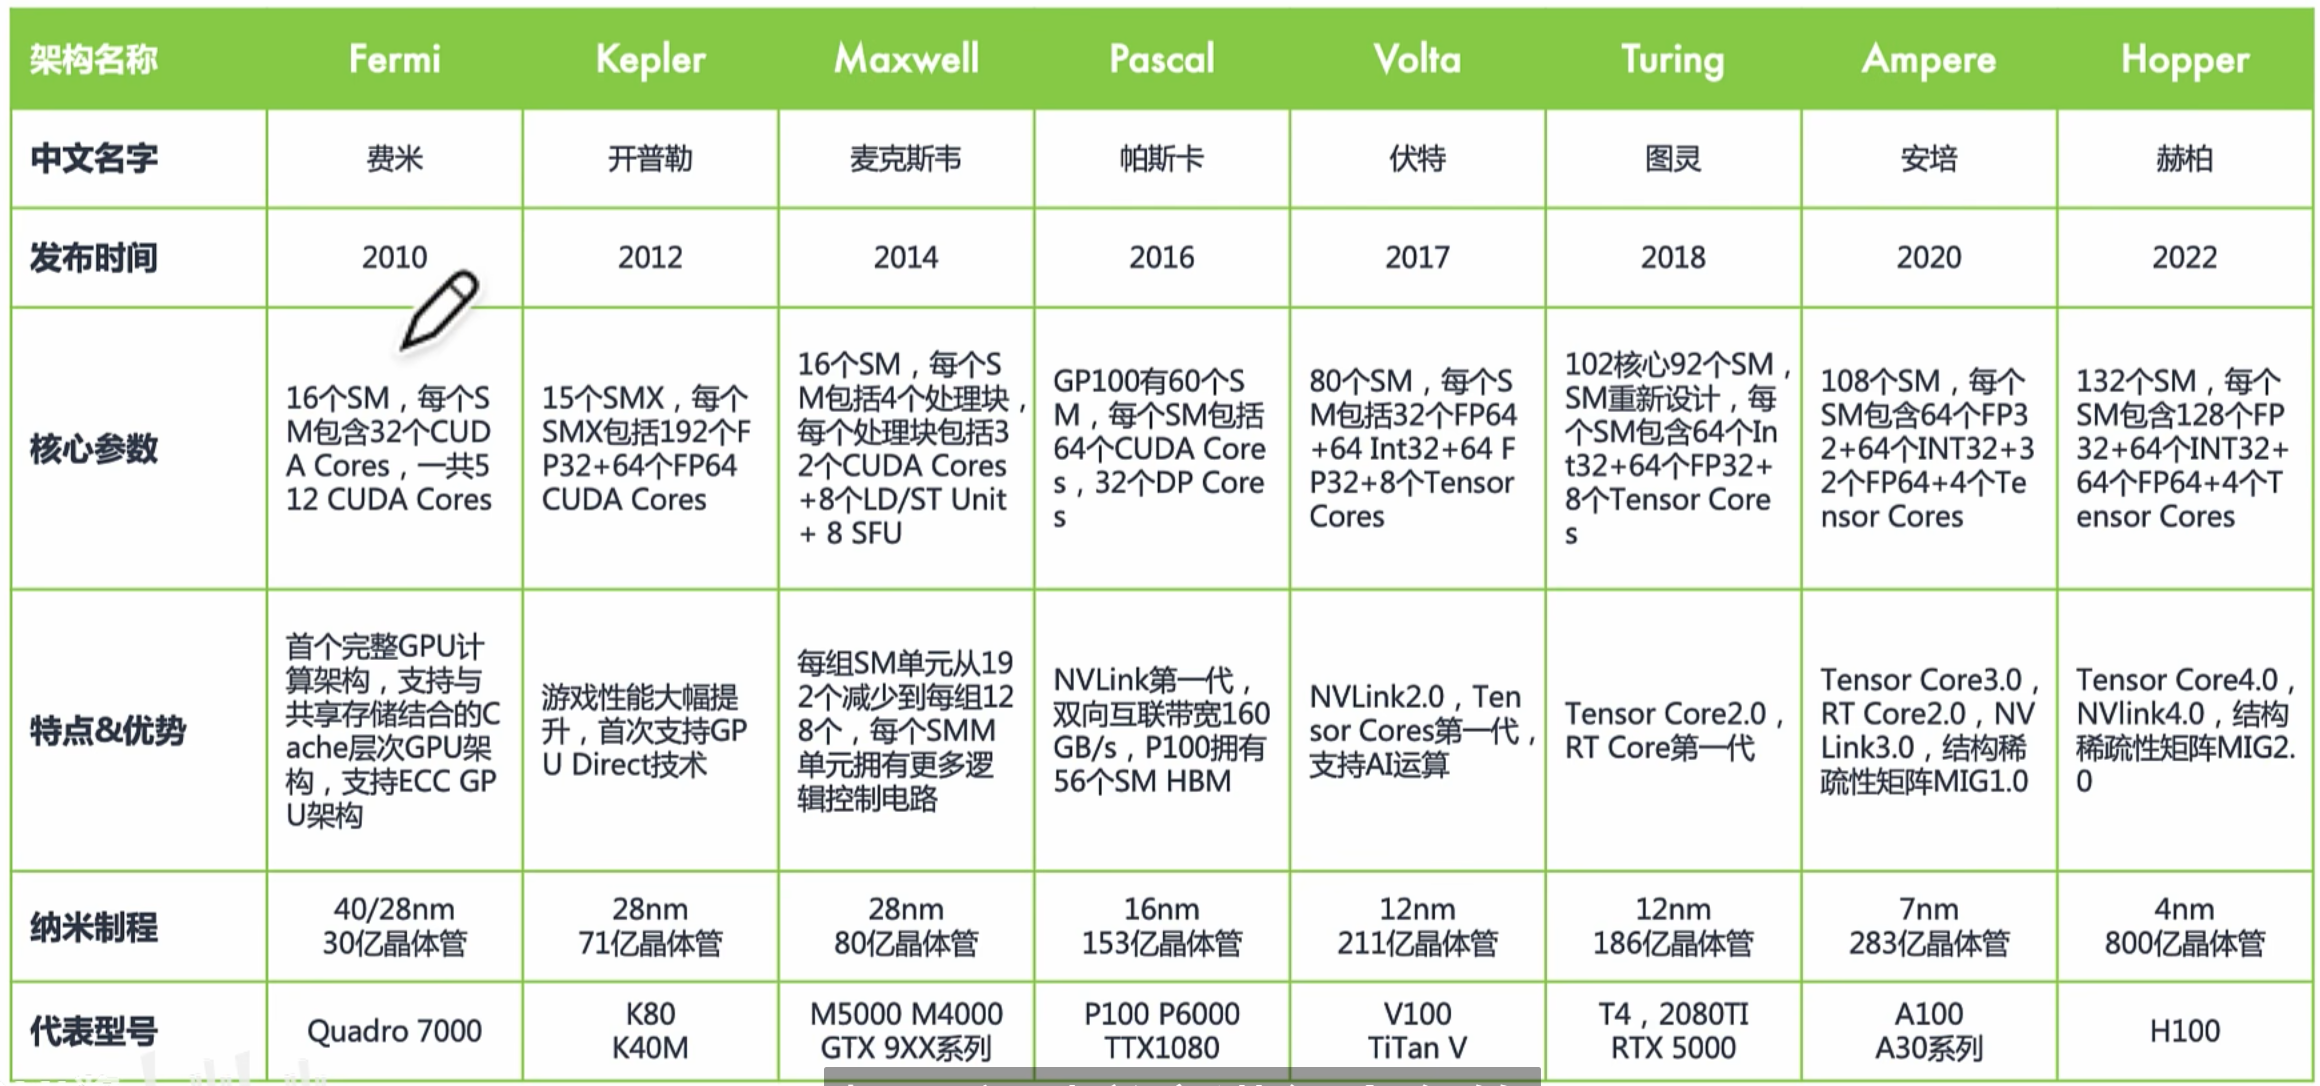 架构名称 Fermi Kepler Maxwell Pascal Volta Turing Ampere Hopper
中文名字 费米 开普勒 麦克斯韦 帕斯卡 伏特 图灵 安培 赫柏
发布时间 2010 2012 2014 2016 2017 2018 2020 2022
核心参数
16个SM，每个S
M包含32个CUD
A Cores，一共5
12 CUDA Cores
15个SMX，每个
SMX包括192个F
P32+64个FP64
CUDA Cores
16个SM，每个S
M包括4个处理块，
每个处理块包括3
2个CUDA Cores
+8个LD/ST Unit
+ 8 SFU
GP100有60个S
M，每个SM包括
64个CUDA Core
s，32个DP Core
s
80个SM，每个S
M包括32个FP64
+64 Int32+64 F
P32+8个Tensor
Cores
102核心92个SM，
SM重新设计，每
个SM包含64个In
t32+64个FP32+
8个Tensor Core
s
108个SM，每个
SM包含64个FP3
2+64个INT32+3
2个FP64+4个Te
nsor Cores
132个SM，每个
SM包含128个FP
32+64个INT32+
64个FP64+4个T
ensor Cores
特点&优势
首个完整GPU计
算架构，支持与
共享存储结合的C
ache层次GPU架
构，支持ECC GP
U架构
游戏性能大幅提
升，首次支持GP
U Direct技术
每组SM单元从19
2个减少到每组12
8个，每个SMM
单元拥有更多逻
辑控制电路
NVLink第一代，
双向互联带宽160
GB/s，P100拥有
56个SM HBM
NVLink2.0，Ten
sor Cores第一代，
支持AI运算
Tensor Core2.0，
RT Core第一代
Tensor Core3.0，
RT Core2.0，NV
Link3.0，结构稀
疏性矩阵MIG1.0
Tensor Core4.0，
NVlink4.0，结构
稀疏性矩阵MIG2.
0
纳米制程
40/28nm
30亿晶体管
28nm
71亿晶体管
28nm
80亿晶体管
16nm
153亿晶体管
12nm
211亿晶体管
12nm
186亿晶体管
7nm
283亿晶体管
4nm
800亿晶体管
代表型号
Quadro 7000
K80
K40M
M5000 M4000
GTX 9XX系列
P100 P6000
TTX1080
V100
TiTan V
T4，2080TI
RTX 5000
A100
A30系列
H100